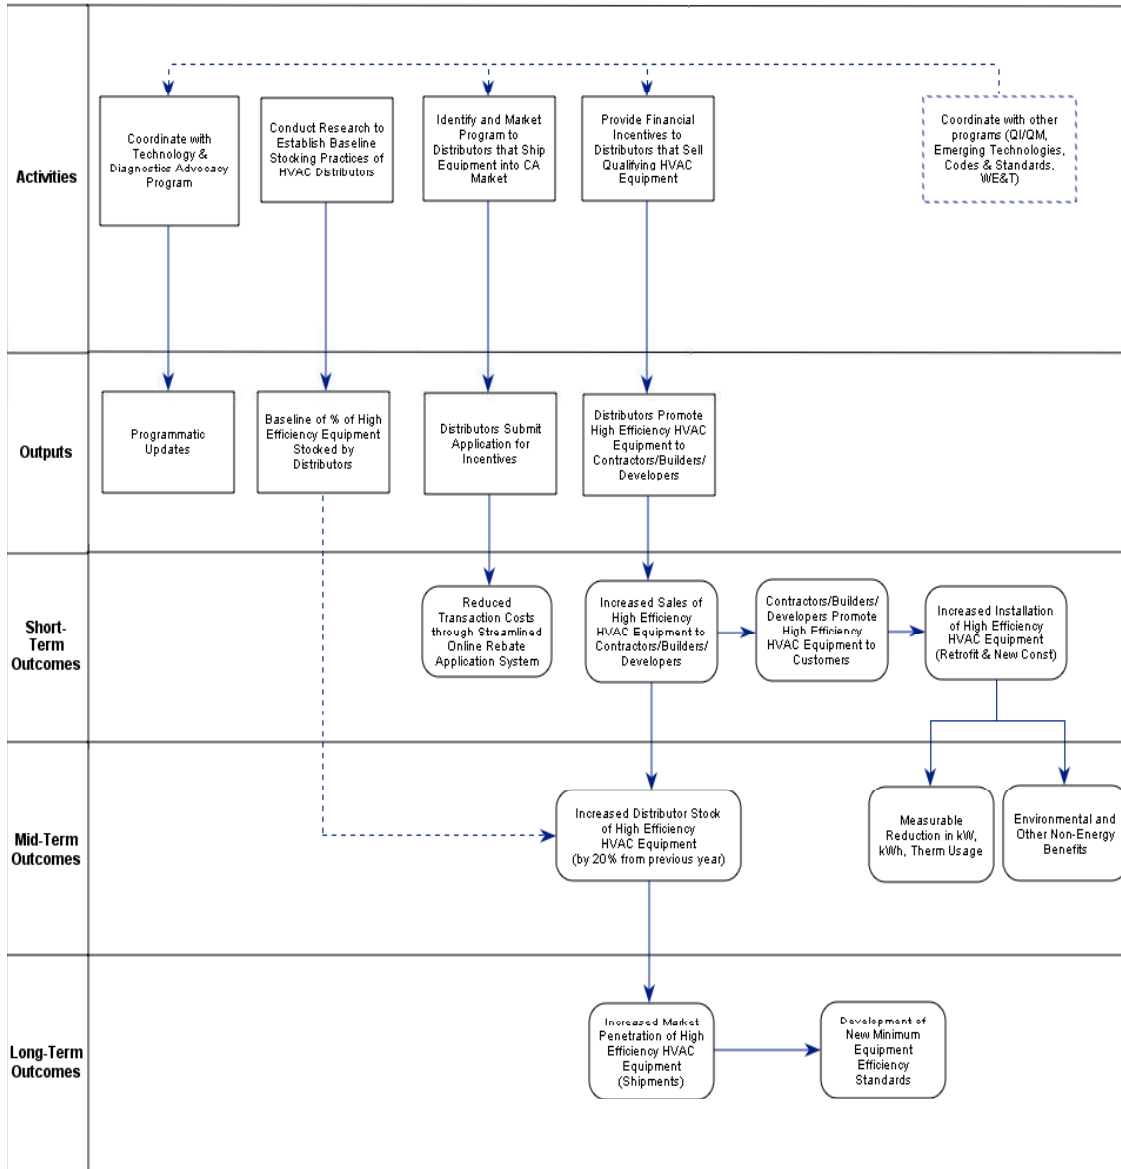 Activities
Coordinate with
Technology &
Diagnostics Advocacy
Program
Conduct Research to
Establish Baseline
Stocking Practices of
HVAC Distributors
Identify and Market
Program to
Distributors that Ship
Equipment into CA
Market
Provide Financial
Incentives to
Distributors that Sell
Qualifying HVAC
Equipment
Coordinate with other
programs (QI/QM,
Emerging Technologies,
Codes & Standards,
WE&T)
Outputs
Programmatic
Updates
Baseline of % of High
Efficiency Equipment
Stocked by
Distributors
Distributors Submit
Application for
Incentives
Distributors Promote
High Efficiency HVAC
Equipment to
Contractors/Builders/
Developers
Short-
Term
Outcomes
Reduced
Transaction Costs
through Streamlined
Online Rebate
Application System
Increased Sales of
High Efficiency
HVAC Equipment to
Contractors/Builders/
Developers
Contractors/Builders/
Developers Promote
High Efficiency
HVAC Equipment to
Customers
Increased Installation
of High Efficiency
HVAC Equipment
(Retrofit & New Const)
Mid-Term
Outcomes
Increased Distributor Stock
of High Efficiency
HVAC Equipment
(by 20% from previous year)
Measurable
Reduction in kW,
kWh, Therm Usage
Environmental and
Other Non-Energy
Benefits
Long-Term
Outcomes
Increased Market
Penetration of High
Efficiency HVAC
Equipment
(Shipments)
Development of
New Minimum
Equipment
Efficiency
Standards